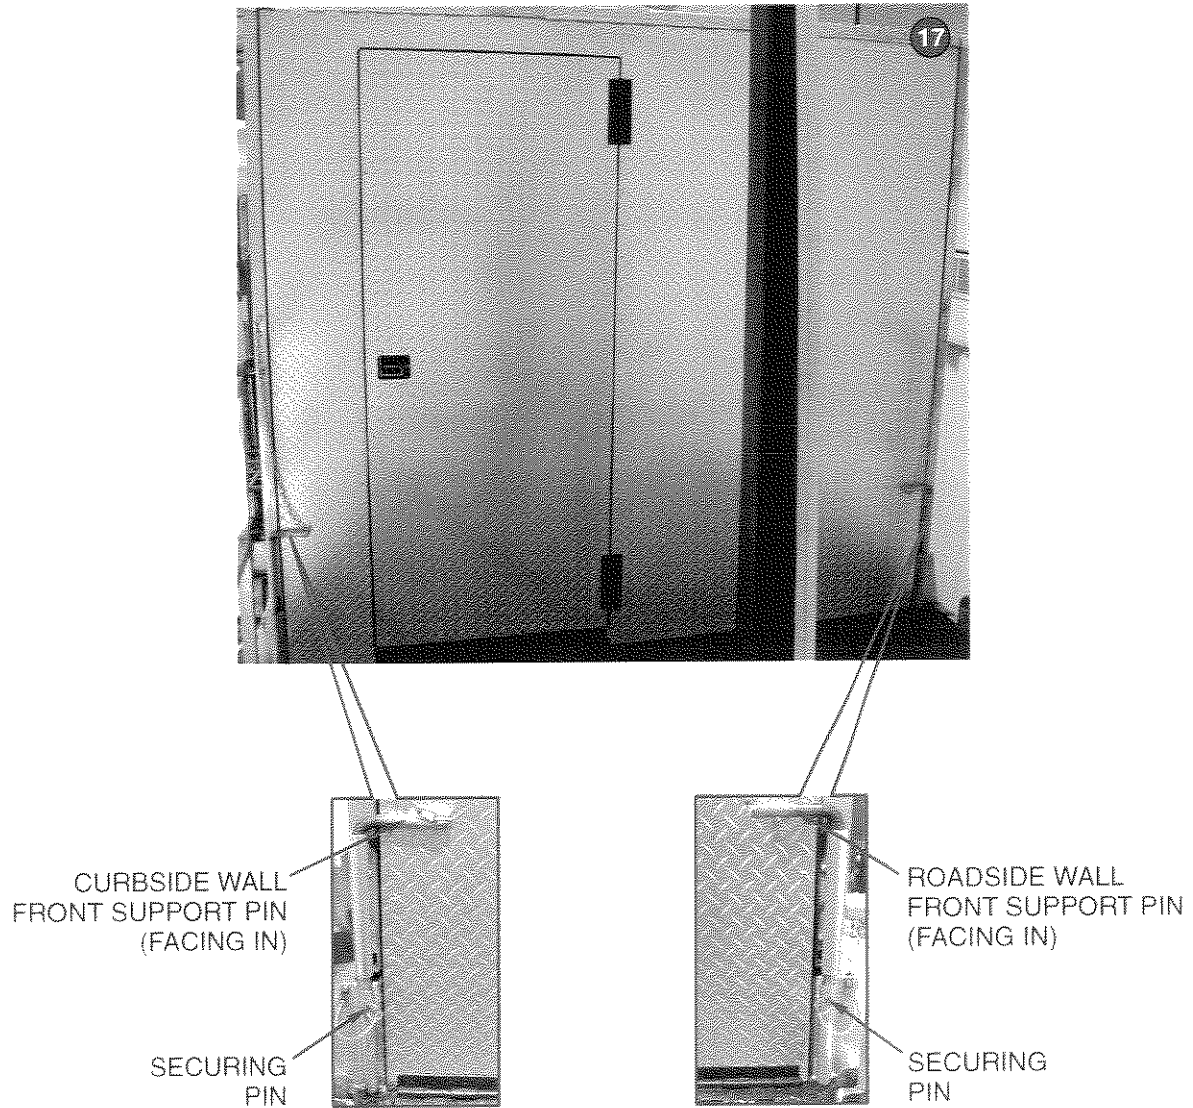 17
CURBSIDE WALL
FRONT SUPPORT PIN
(FACING IN)
SECURING
PIN
ROADSIDE WALL
FRONT SUPPORT PIN
(FACING IN)
SECURING
PIN